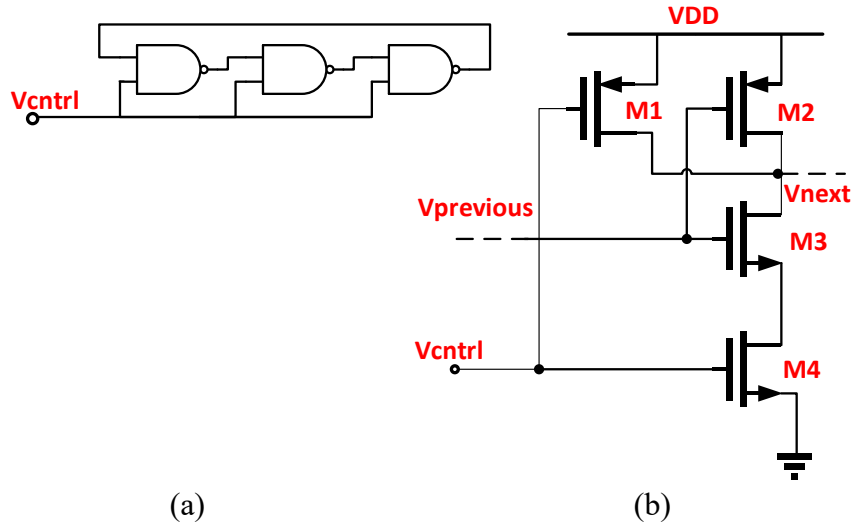 Vcntrl
(a)
VDD
M1
M2
Vprevious
Vnext
M3
Vcntrl
M4
(b)